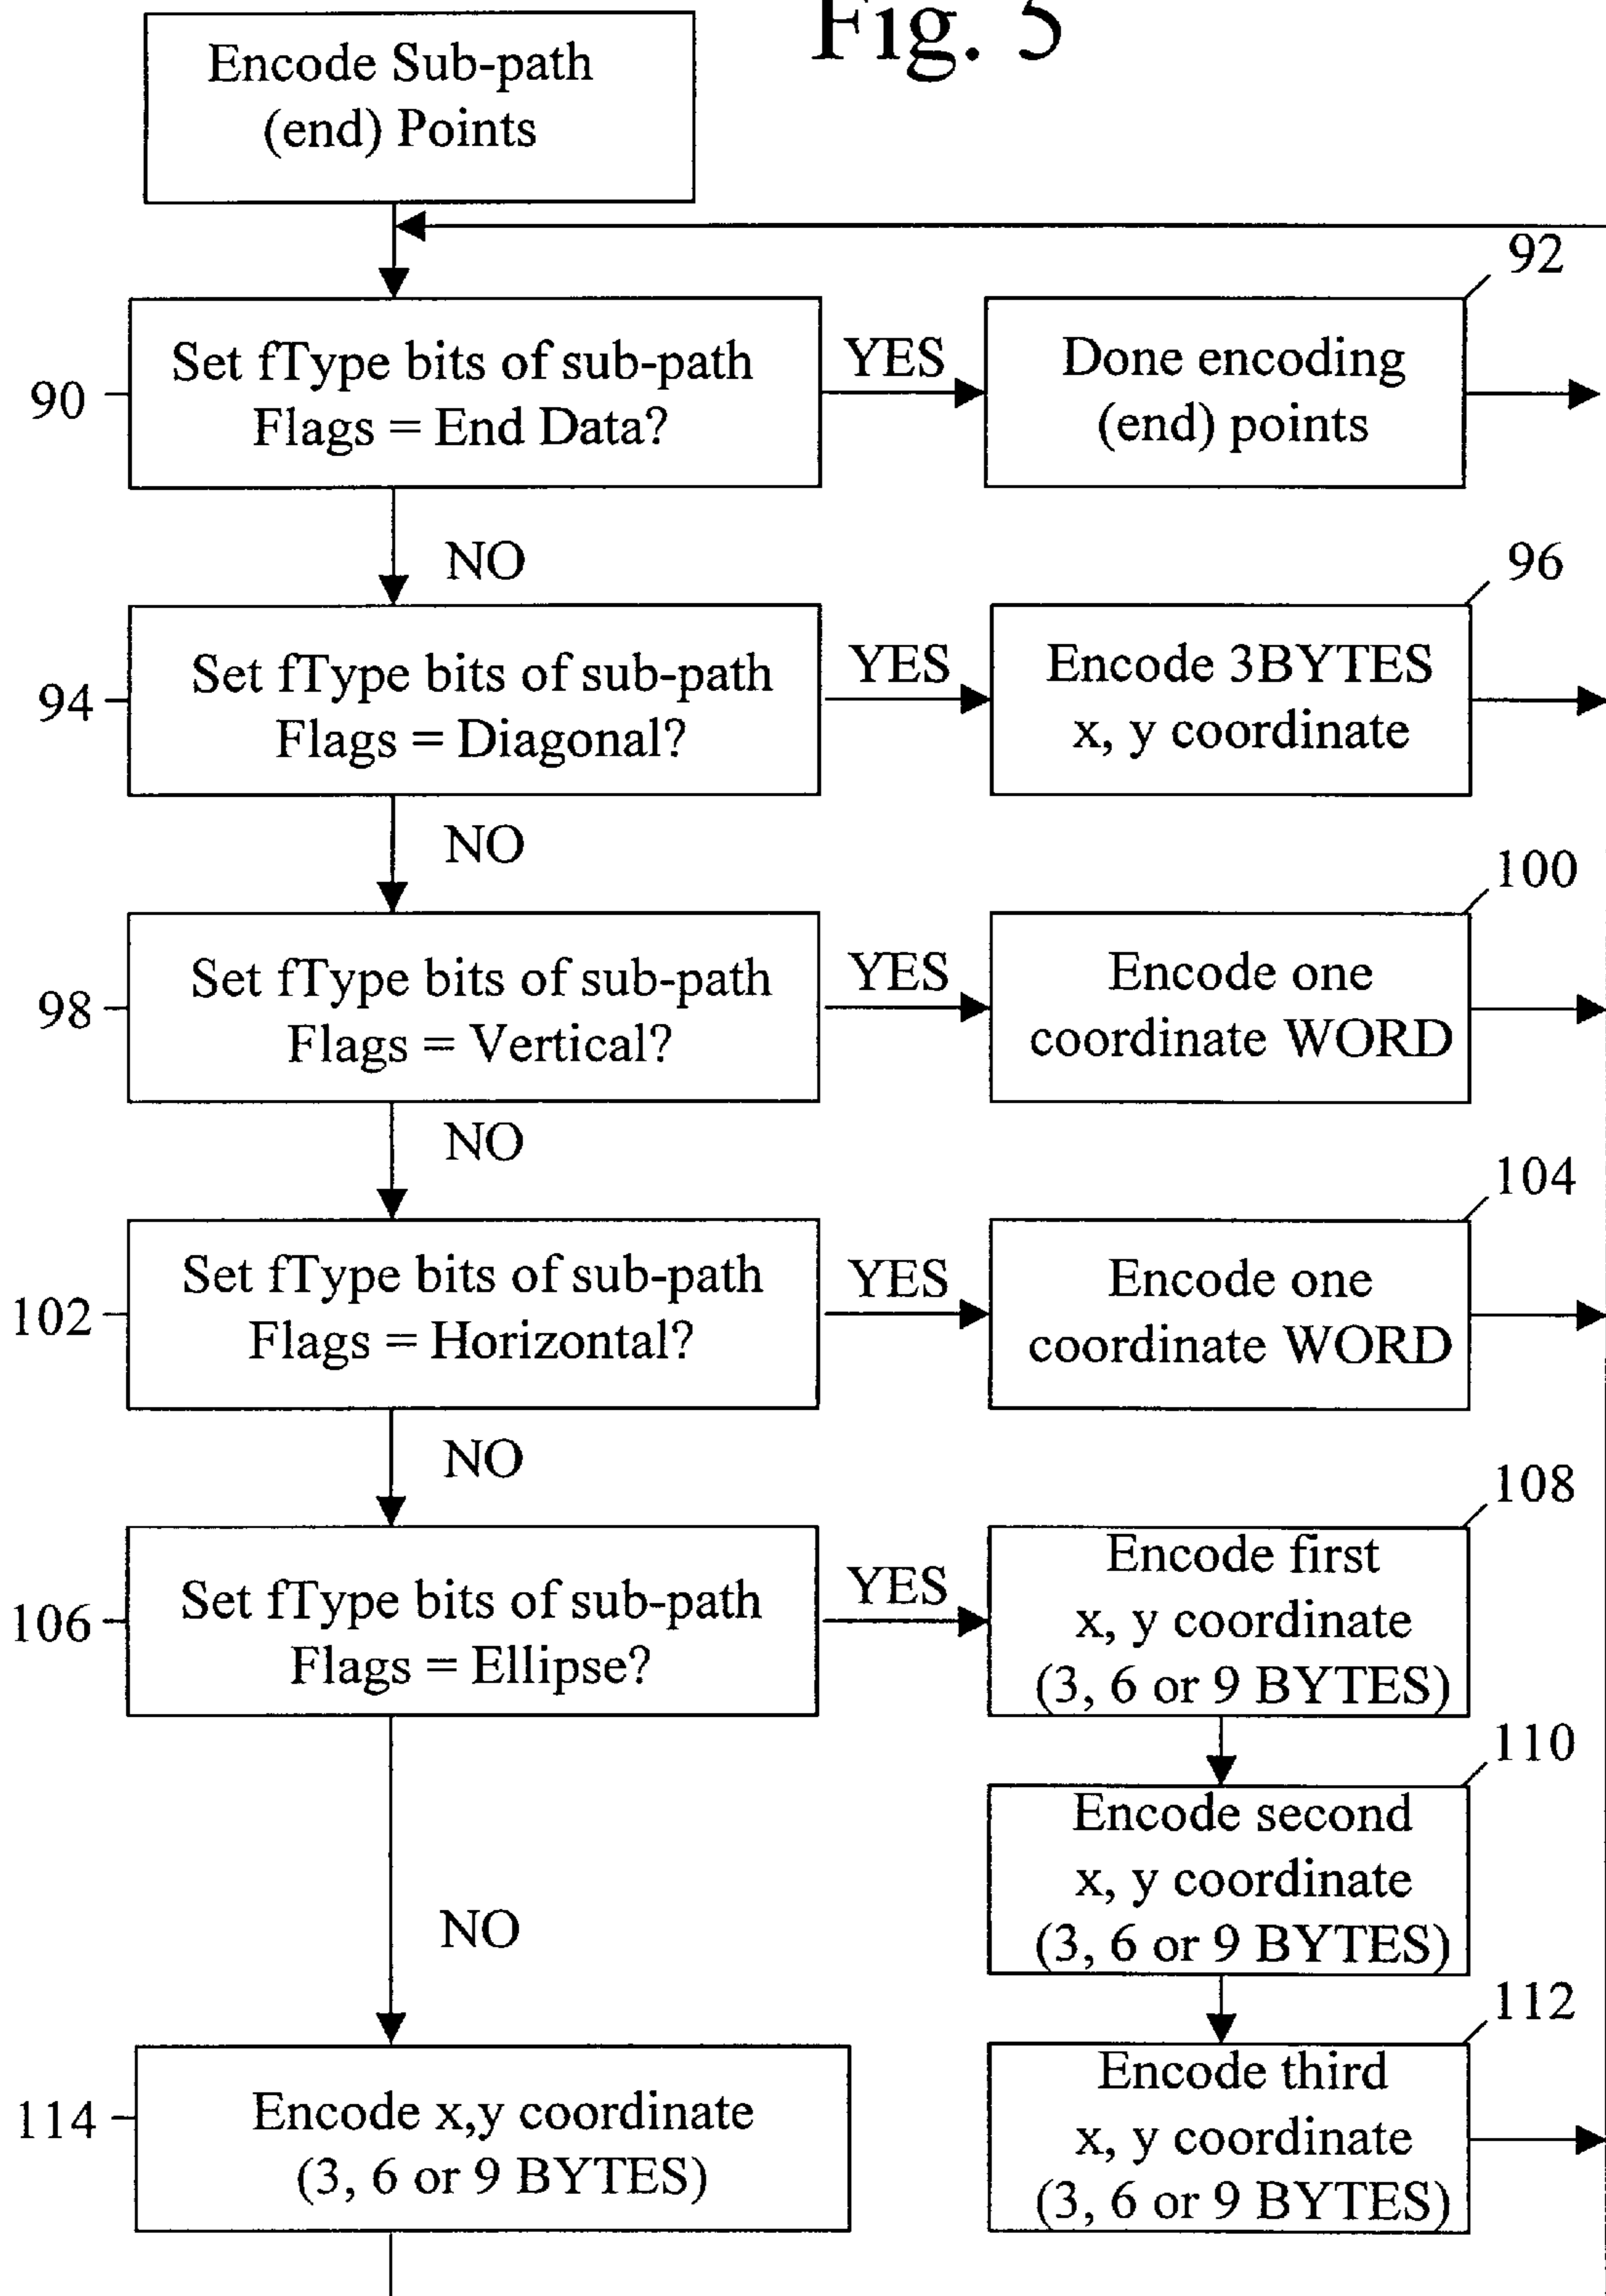 Fig. 5
Encode Sub-path
(end) Points
92
90
Set fType bits of sub-path
Flags = End Data?
YES
Done encoding
(end) points
NO
96
94
Set fType bits of sub-path
Flags = Diagonal?
YES
Encode 3BYTES
x, y coordinate
NO
100
98
Set fType bits of sub-path
Flags = Vertical?
YES
Encode one
coordinate WORD
NO
104
102
Set fType bits of sub-path
Flags = Horizontal?
YES
Encode one
coordinate WORD
NO
108
106
Set fType bits of sub-path
Flags = Ellipse?
YES
Encode first
x, y coordinate
(3, 6 or 9 BYTES)
110
Encode second
x, y coordinate
(3, 6 or 9 BYTES)
NO
112
114
Encode x,y coordinate
(3, 6 or 9 BYTES)
Encode third
x, y coordinate
(3, 6 or 9 BYTES)